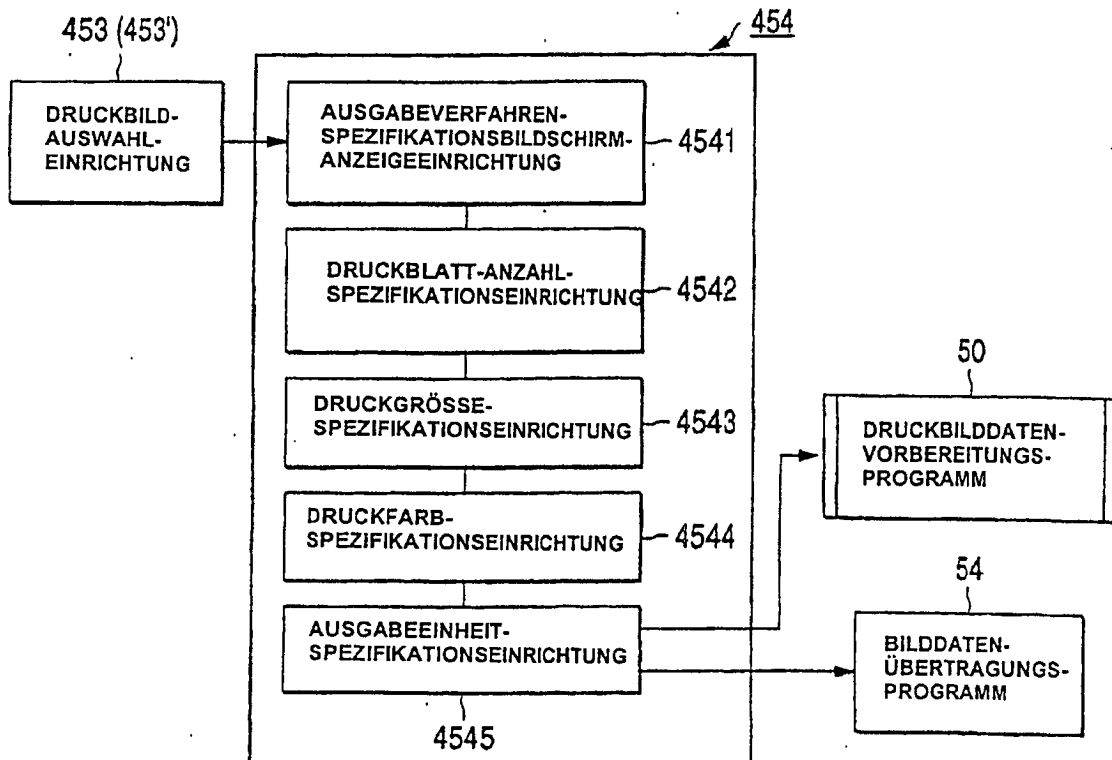 453 (453')
454
DRUCKBILD-
AUSWAHL-
EINRICHTUNG
AUSGABEVERFAHREN-
SPEZIFIKATIONSBILDSCHIRM-
ANZEIGEEINRICHTUNG
4541
DRUCKBLATT-ANZAHL-
SPEZIFIKATIONSEINRICHTUNG
4542
DRUCKGRÖSSE-
SPEZIFIKATIONSEINRICHTUNG
4543
DRUCKFARB-
SPEZIFIKATIONSEINRICHTUNG
4544
AUSGABEEINHEIT-
SPEZIFIKATIONSEINRICHTUNG
4545
50
DRUCKBILDDATEN-
VORBEREITUNGS-
PROGRAMM
54
BILDDATEN-
ÜBERTRAGUNGS-
PROGRAMM